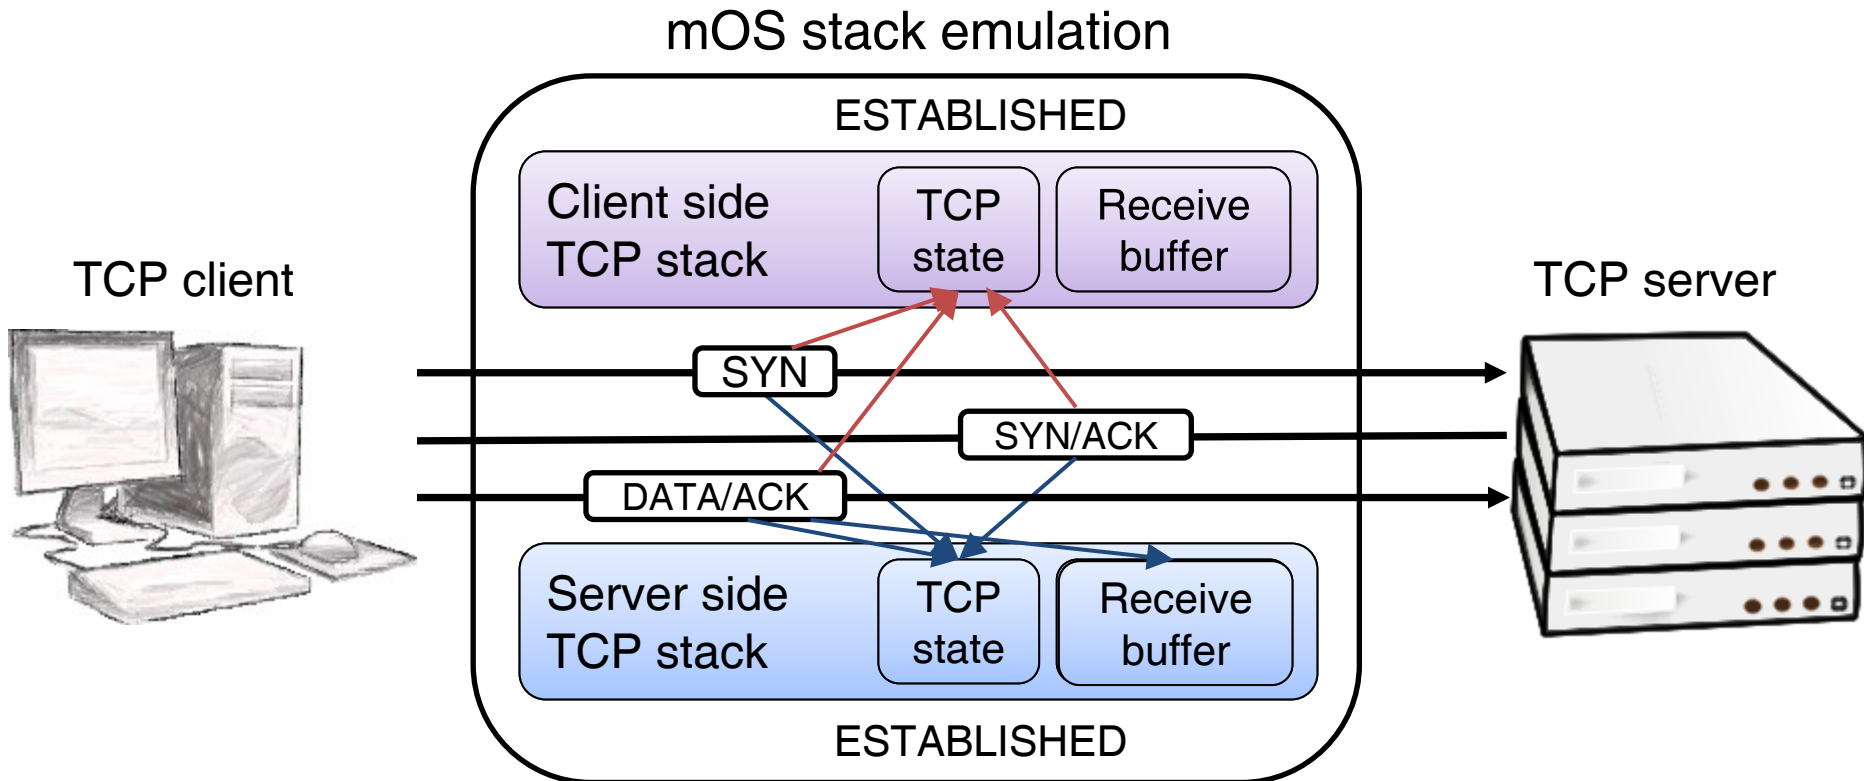 mOS stack emulation
ESTABLISHED
Client side
TCP stack
TCP
state
Receive
buffer
TCP client
TCP server
SYN
SYN/ACK
DATA/ACK
Server side
TCP stack
TCP
state
Receive
buffer
ESTABLISHED